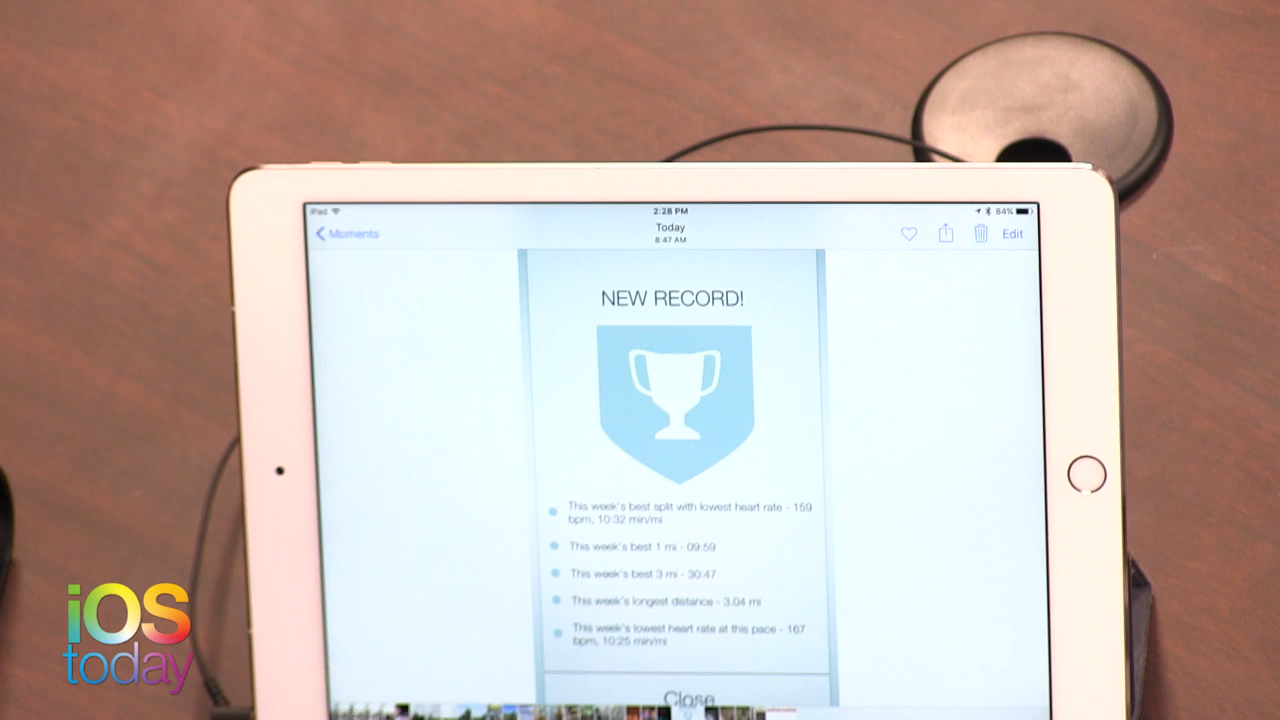 iPad
2:28 PM
84%
Moments
Today
8:47 AM
Edit
NEW RECORD!
This week's best split with lowest heart rate - 159
bpm, 10:32 min/mi
This week's best 1 mi - 09:59
This week's best 3 mi - 30:47
This week's longest distance - 3.04 mi
This week's lowest heart rate at this pace - 167
bpm, 10:25 min/mi
Close
iOS
today